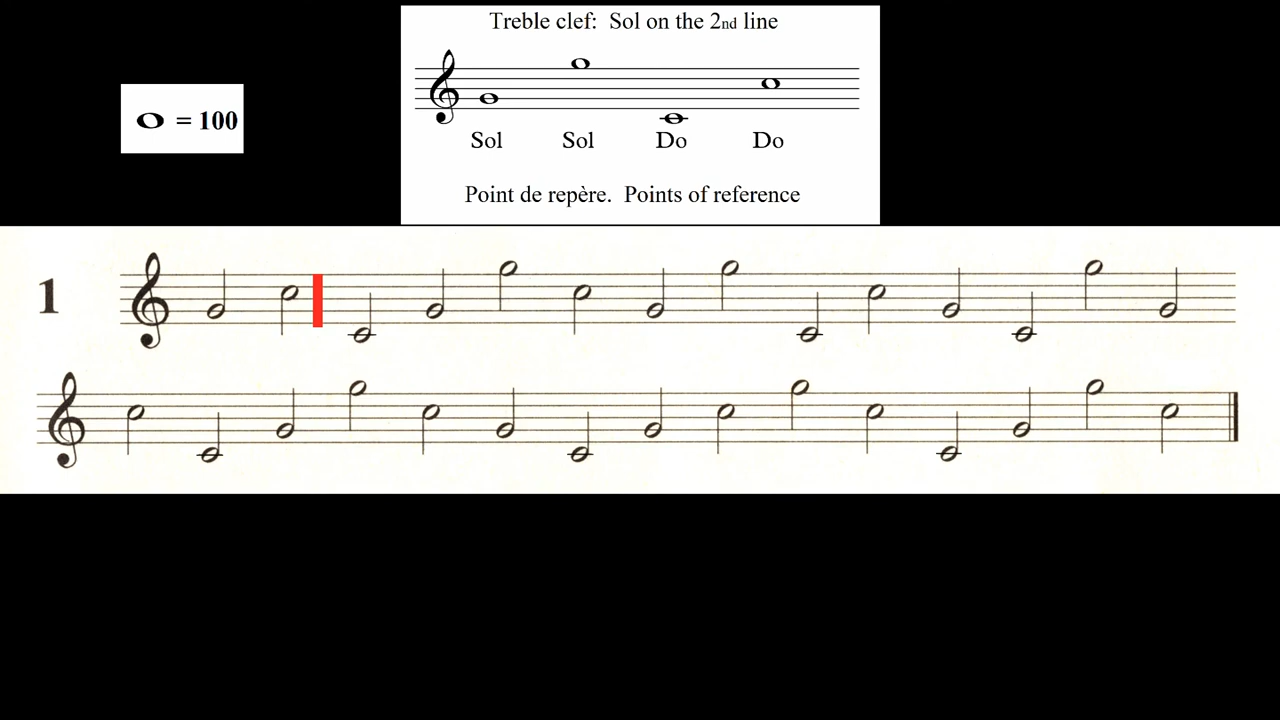 Treble clef: Sol on the 2nd line
= 100
Sol Sol Do Do
Point de repère. Points of reference
1